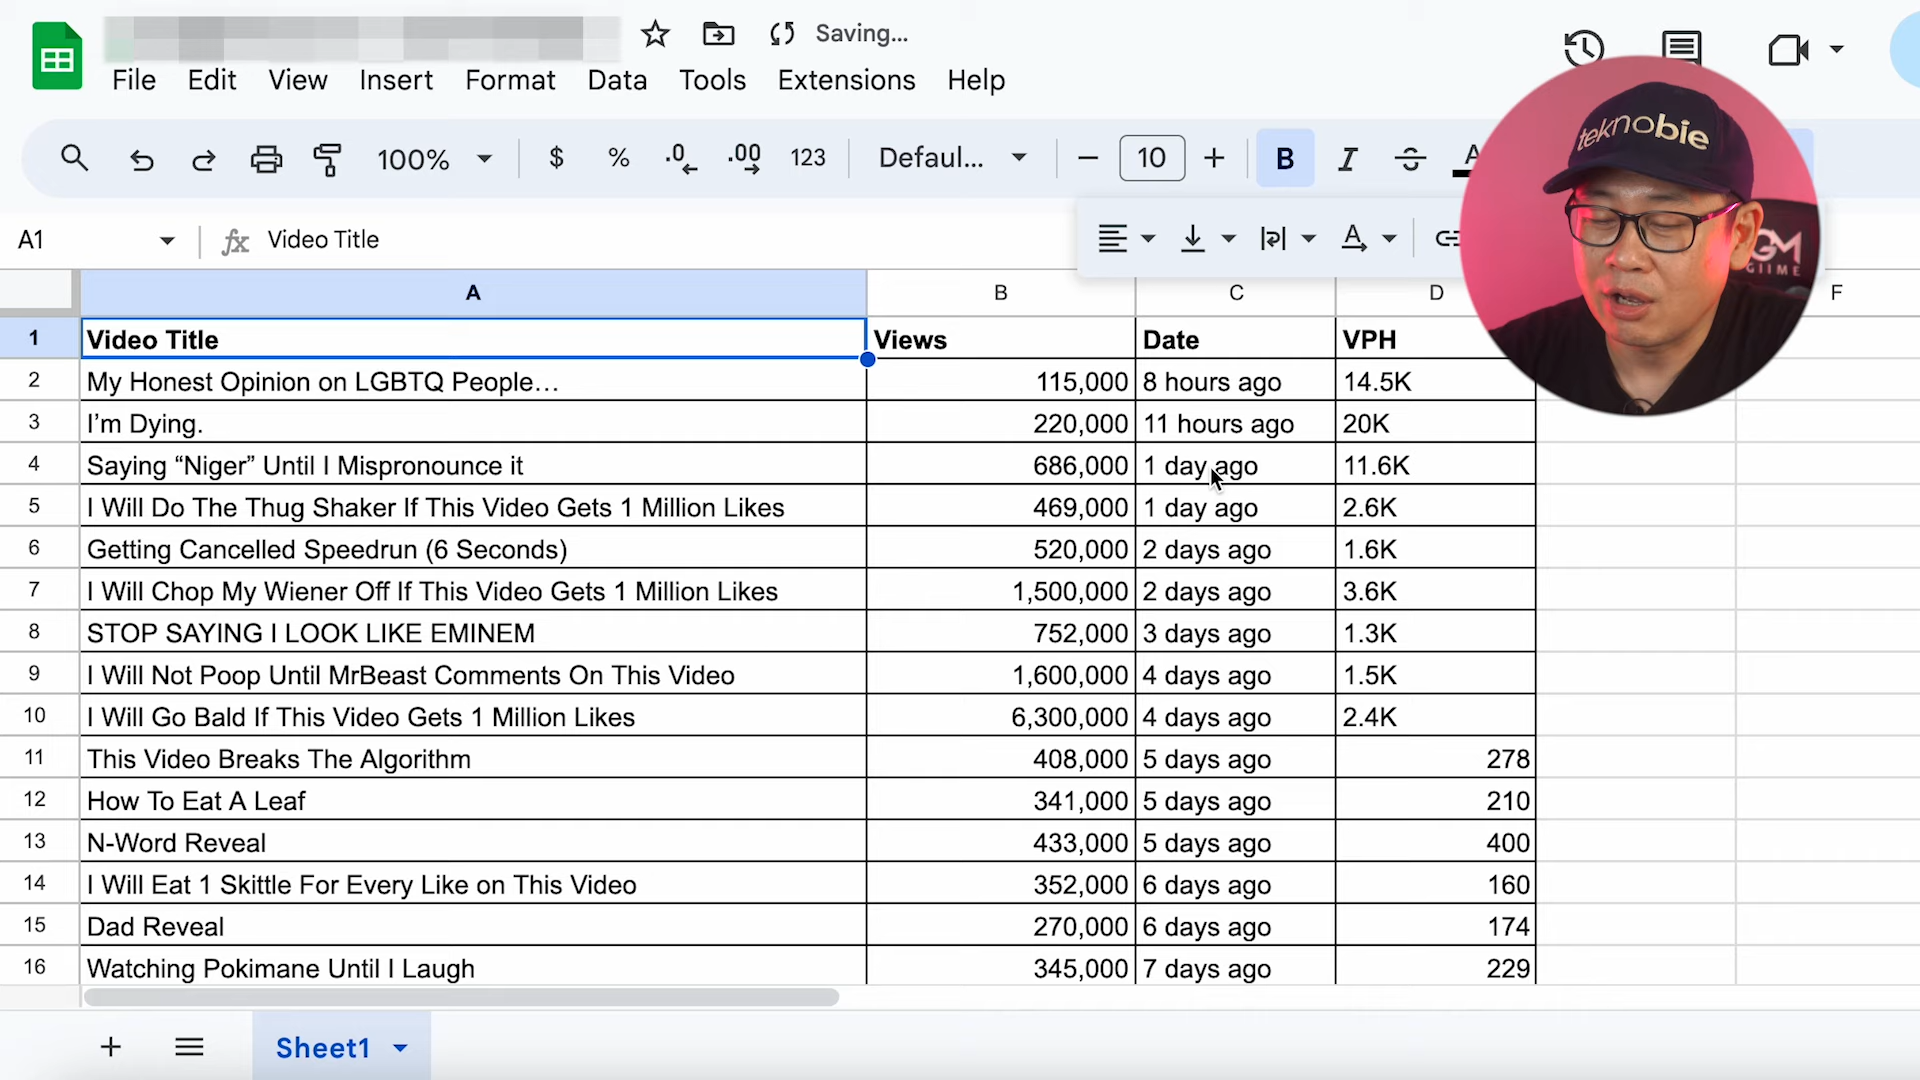 Saving...
File Edit View Insert Format Data Tools Extensions Help
100% $ % .0 .00 123 Defaul... 10 B I S A
A1 fx Video Title
A B C D F
1 Video Title Views Date VPH
2 My Honest Opinion on LGBTQ People… 115,000 8 hours ago 14.5K
3 I’m Dying. 220,000 11 hours ago 20K
4 Saying “Niger” Until I Mispronounce it 686,000 1 day ago 11.6K
5 I Will Do The Thug Shaker If This Video Gets 1 Million Likes 469,000 1 day ago 2.6K
6 Getting Cancelled Speedrun (6 Seconds) 520,000 2 days ago 1.6K
7 I Will Chop My Wiener Off If This Video Gets 1 Million Likes 1,500,000 2 days ago 3.6K
8 STOP SAYING I LOOK LIKE EMINEM 752,000 3 days ago 1.3K
9 I Will Not Poop Until MrBeast Comments On This Video 1,600,000 4 days ago 1.5K
10 I Will Go Bald If This Video Gets 1 Million Likes 6,300,000 4 days ago 2.4K
11 This Video Breaks The Algorithm 408,000 5 days ago 278
12 How To Eat A Leaf 341,000 5 days ago 210
13 N-Word Reveal 433,000 5 days ago 400
14 I Will Eat 1 Skittle For Every Like on This Video 352,000 6 days ago 160
15 Dad Reveal 270,000 6 days ago 174
16 Watching Pokimane Until I Laugh 345,000 7 days ago 229
Sheet1
teknobie
GM
GIIME